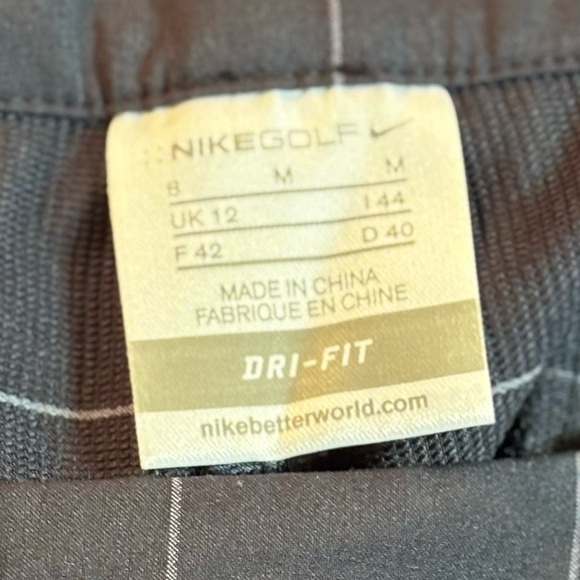 NIKEGOLF
8 M M
UK 12 I 44
F 42 D 40
MADE IN CHINA
FABRIQUE EN CHINE
DRI-FIT
nikebetterworld.com